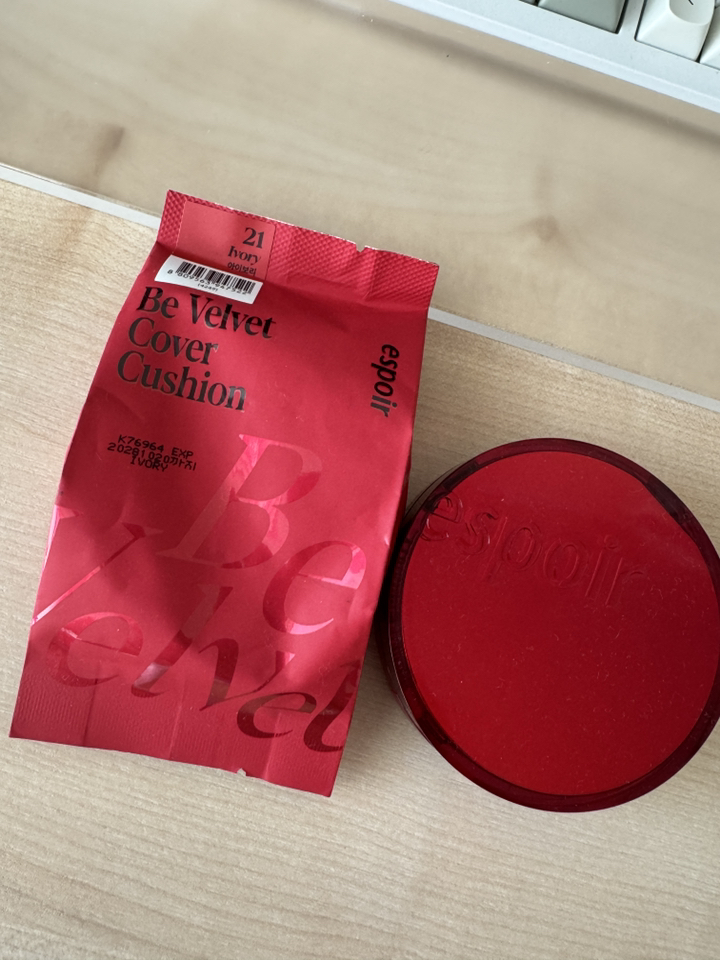 21
Ivory
아이보리
Be Velvet
Cover
Cushion
espoir
K76964 EXP
20281020까지
IVORY
Be
Velvet
espoir